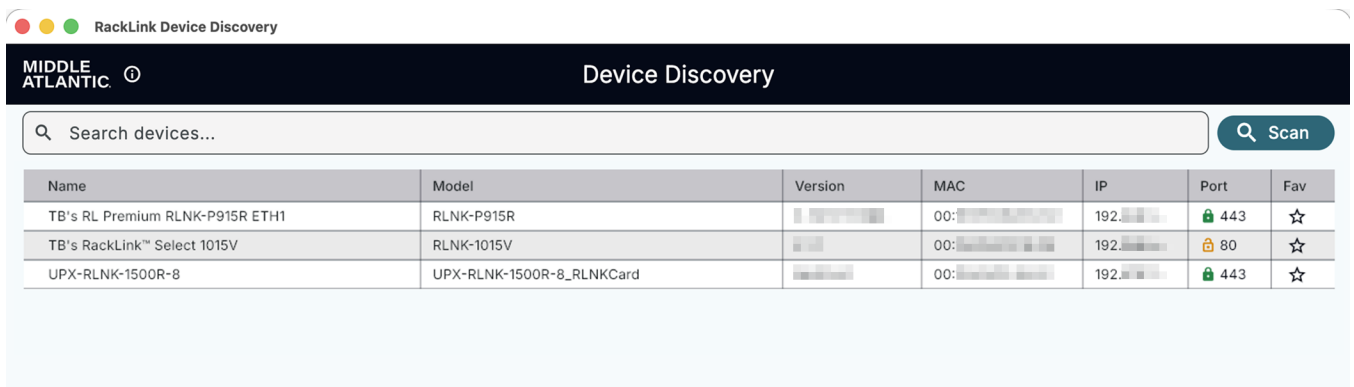 RackLink Device Discovery
MIDDLE
ATLANTIC.
Device Discovery
Search devices...
Scan
Name Model Version MAC IP Port Fav
TB's RL Premium RLNK-P915R ETH1 RLNK-P915R 00: 192. 443
TB's RackLink™ Select 1015V RLNK-1015V 00: 192. 80
UPX-RLNK-1500R-8 UPX-RLNK-1500R-8_RLNKCard 00: 192. 443